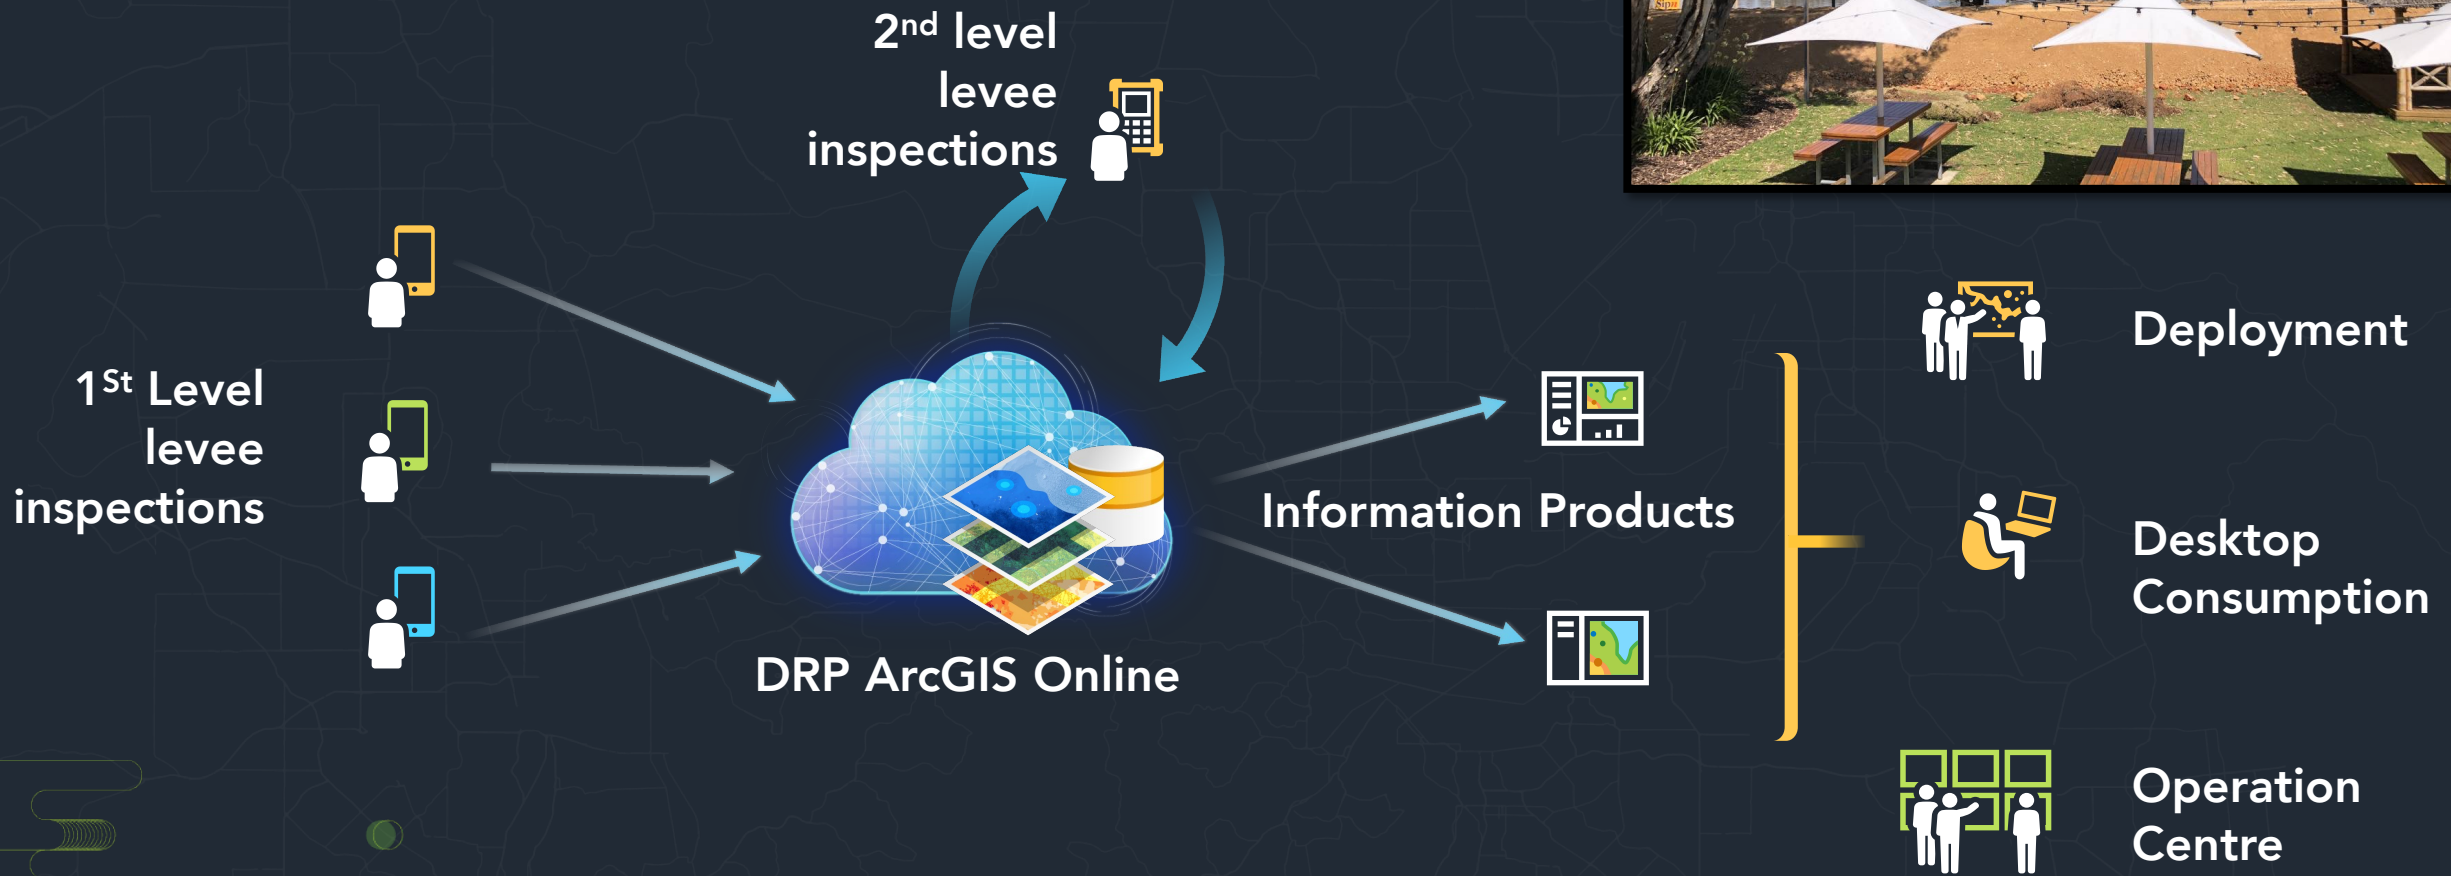 2nd level
levee
inspections
1St Level
levee
inspections
DRP ArcGIS Online
Information Products
Deployment
Desktop
Consumption
Operation
Centre